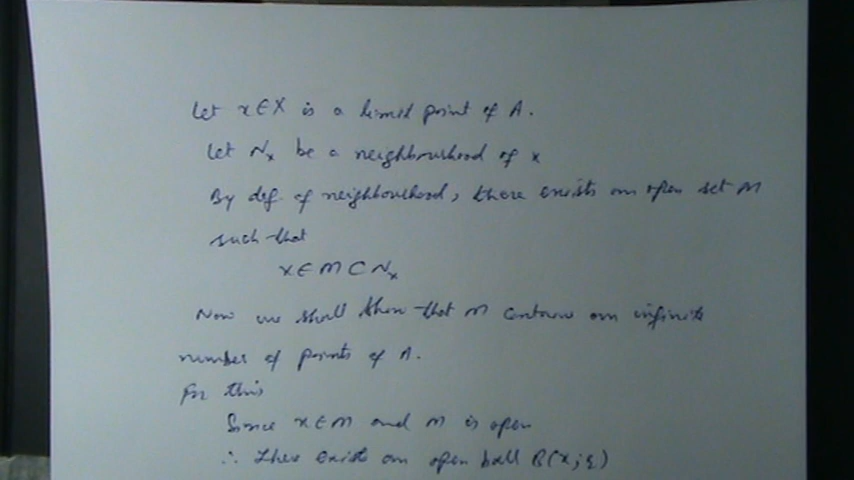 Let x ∈ X is a limit point of A.
Let Nx be a neighbourhood of x
By def. of neighbourhood, there exists an open set M
such that
x ∈ M ⊂ Nx
Now we shall show that M contains an infinite
number of points of A.
For this
Since x ∈ M and M is open
∴ there exists an open ball B(x; ε)